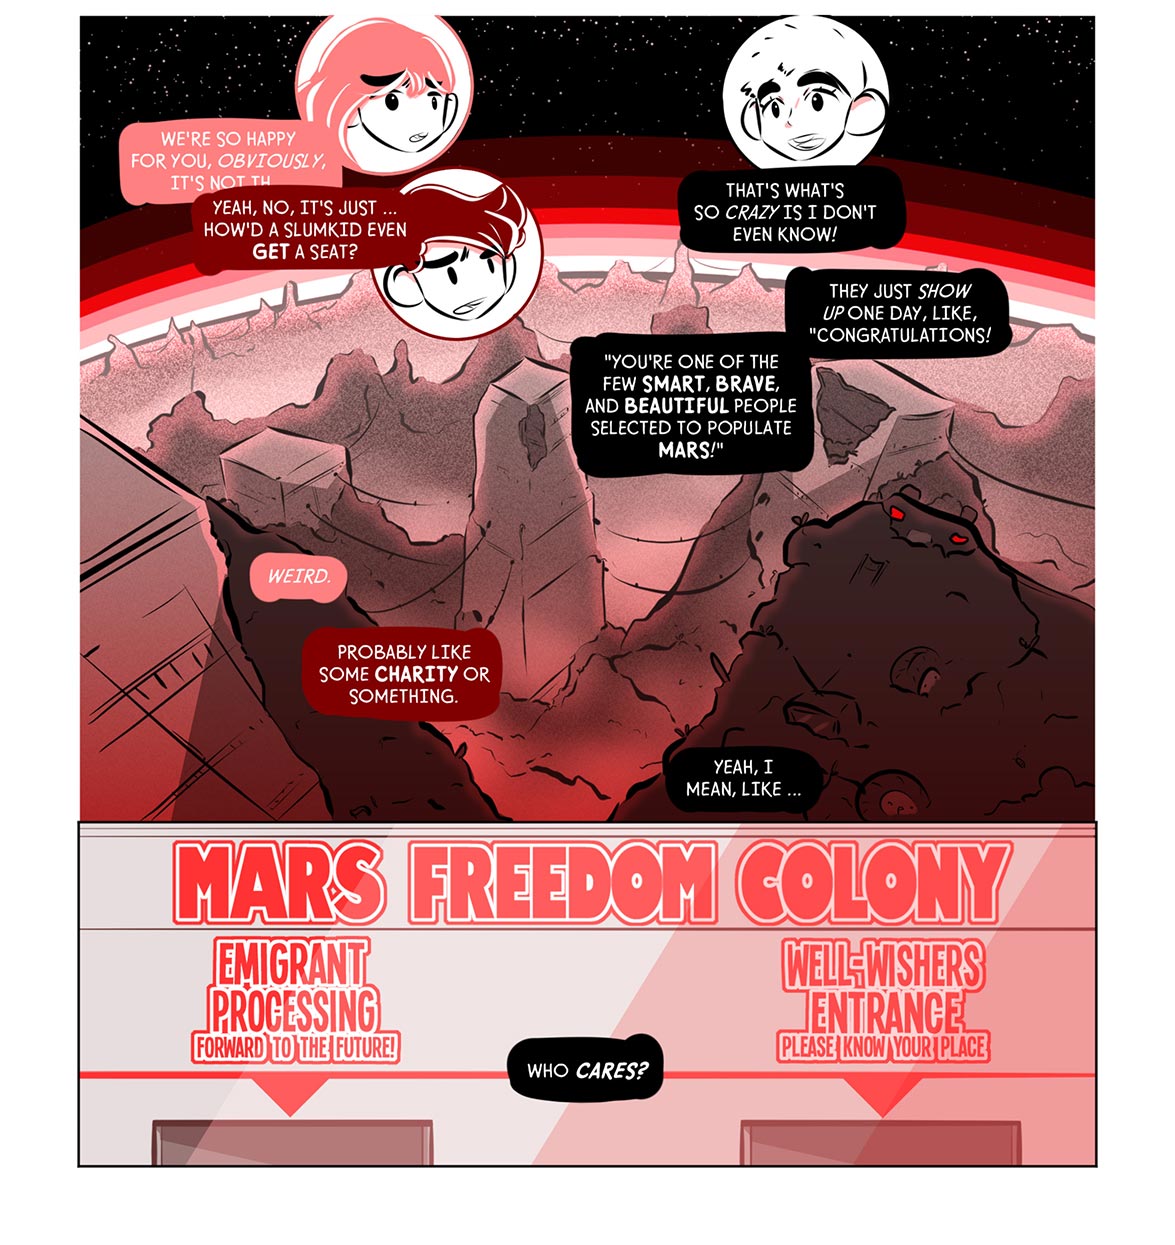 WE'RE SO HAPPY
FOR YOU, OBVIOUSLY,
IT'S NOT TH
YEAH, NO, IT'S JUST ...
HOW'D A SLUMKID EVEN
GET A SEAT?
THAT'S WHAT'S
SO CRAZY IS I DON'T
EVEN KNOW!
THEY JUST SHOW
UP ONE DAY, LIKE,
"CONGRATULATIONS!
"YOU'RE ONE OF THE
FEW SMART, BRAVE,
AND BEAUTIFUL PEOPLE
SELECTED TO POPULATE
MARS!"
WEIRD.
PROBABLY LIKE
SOME CHARITY OR
SOMETHING.
YEAH, I
MEAN, LIKE ...
MARS FREEDOM COLONY
EMIGRANT
PROCESSING
FORWARD TO THE FUTURE!
WELL-WISHERS
ENTRANCE
PLEASE KNOW YOUR PLACE
WHO CARES?